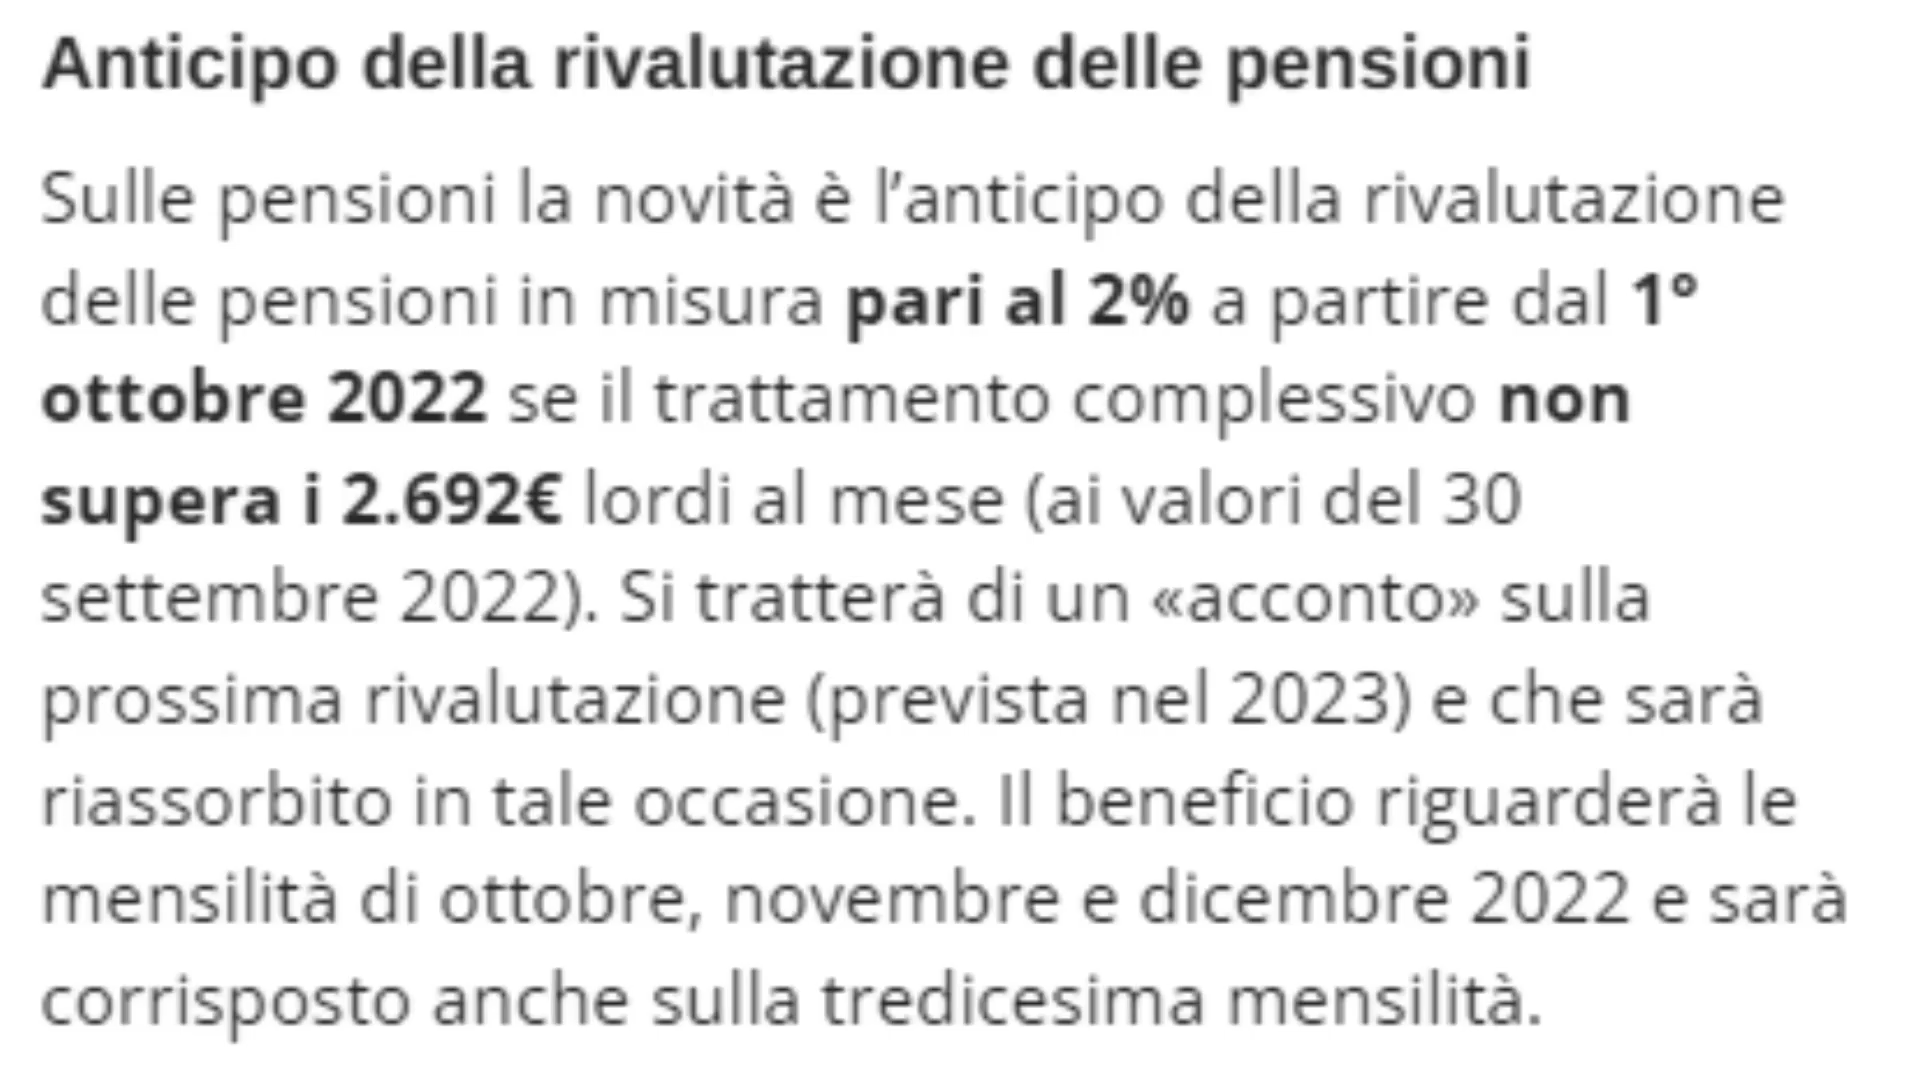 Anticipo della rivalutazione delle pensioni
Sulle pensioni la novità è l’anticipo della rivalutazione
delle pensioni in misura pari al 2% a partire dal 1°
ottobre 2022 se il trattamento complessivo non
supera i 2.692€ lordi al mese (ai valori del 30
settembre 2022). Si tratterà di un «acconto» sulla
prossima rivalutazione (prevista nel 2023) e che sarà
riassorbito in tale occasione. Il beneficio riguarderà le
mensilità di ottobre, novembre e dicembre 2022 e sarà
corrisposto anche sulla tredicesima mensilità.